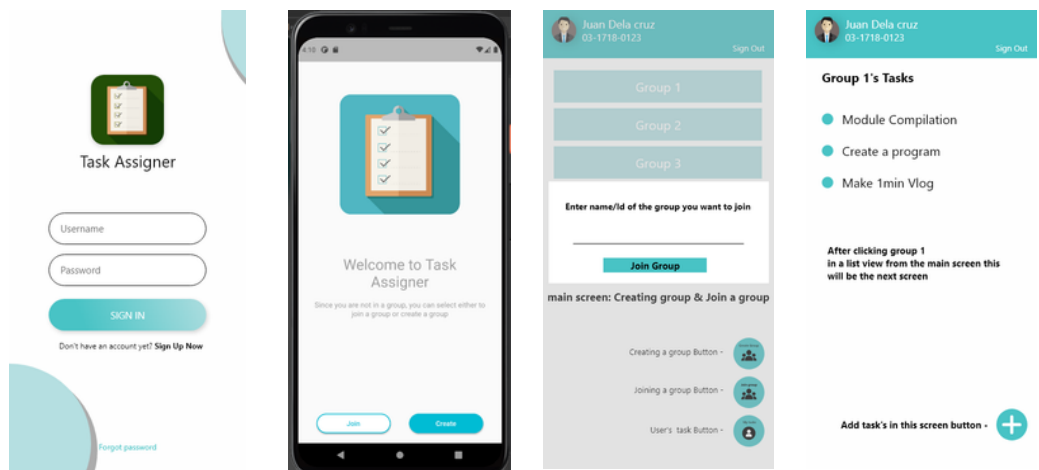 Task Assigner
Username
Password
SIGN IN
Don't have an account yet? Sign Up Now
Forgot password
4:10
Welcome to Task
Assigner
Since you are not in a group, you can select either to
join a group or create a group
Join
Create
Juan Dela cruz
03-1718-0123
Sign Out
Group 1
Group 2
Group 3
Enter name/Id of the group you want to join
Join Group
main screen: Creating group & Join a group
Creating a group Button -
Joining a group Button -
User's task Button -
Juan Dela cruz
03-1718-0123
Sign Out
Group 1's Tasks
Module Compilation
Create a program
Make 1min Vlog
After clicking group 1
in a list view from the main screen this
will be the next screen
Add task's in this screen button -